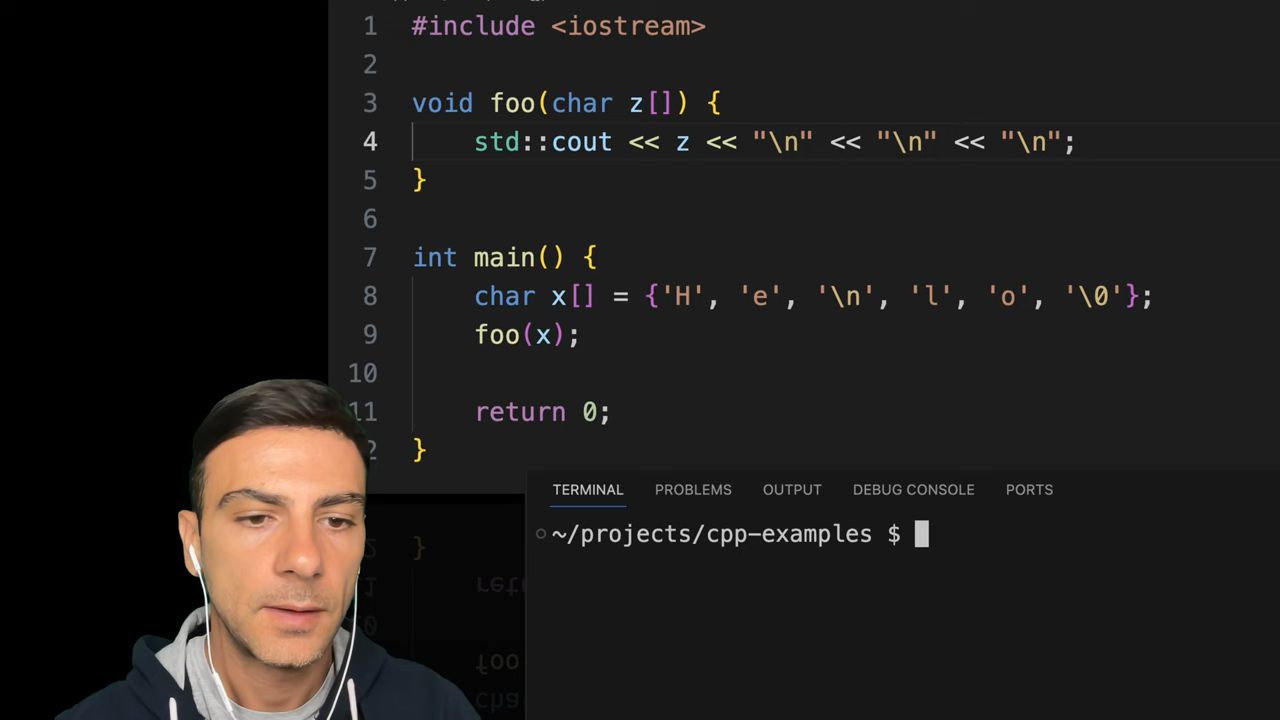 1 #include <iostream>
2
3 void foo(char z[]) {
4 std::cout << z << "\n" << "\n" << "\n";
5 }
6
7 int main() {
8 char x[] = {'H', 'e', '\n', 'l', 'o', '\0'};
9 foo(x);
10
11 return 0;
2 }
TERMINAL PROBLEMS OUTPUT DEBUG CONSOLE PORTS
~/projects/cpp-examples $